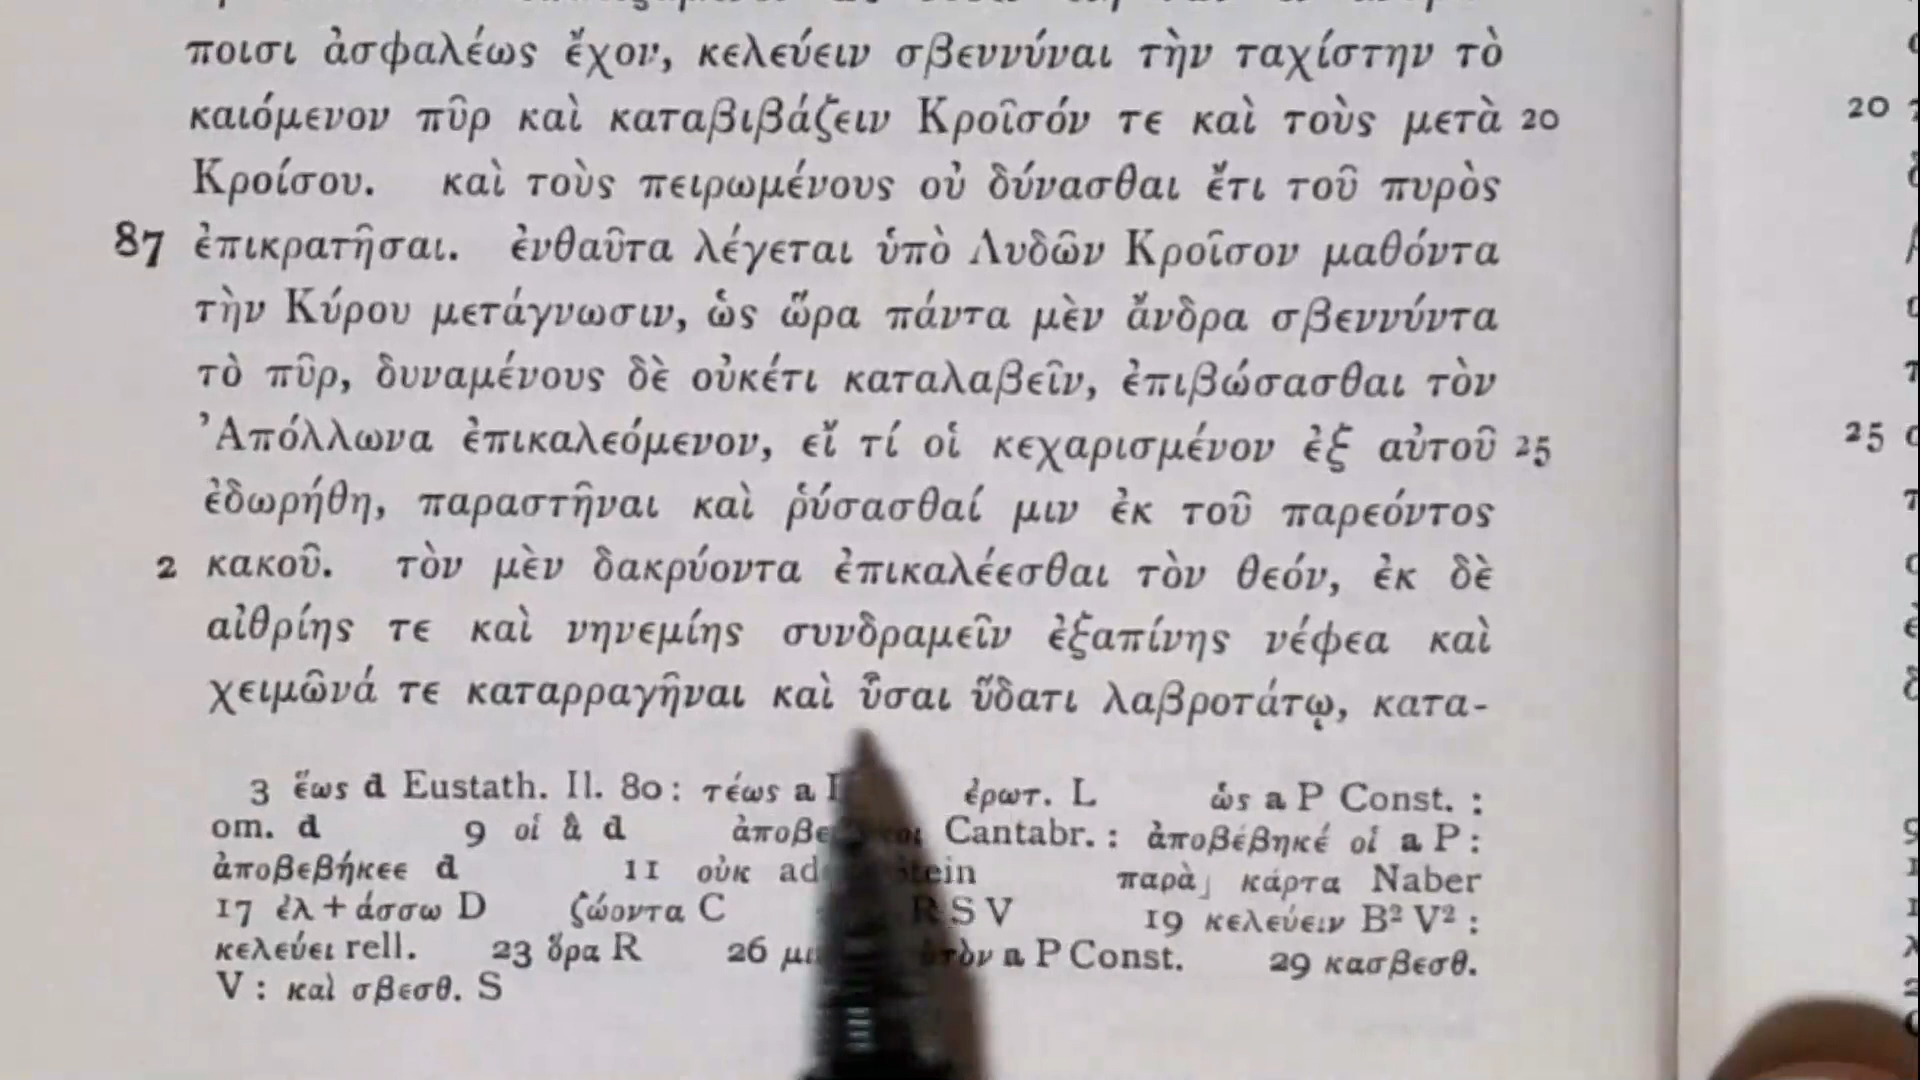 ποισι ἀσφαλέως ἔχον, κελεύειν σβεννύναι τὴν ταχίστην τὸ
καιόμενον πῦρ καὶ καταβιβάζειν Κροῖσόν τε καὶ τοὺς μετὰ 20
Κροίσου. καὶ τοὺς πειρωμένους οὐ δύνασθαι ἔτι τοῦ πυρὸς
87 ἐπικρατῆσαι. ἐνθαῦτα λέγεται ὑπὸ Λυδῶν Κροῖσον μαθόντα
τὴν Κύρου μετάγνωσιν, ὡς ὥρα πάντα μὲν ἄνδρα σβεννύντα
τὸ πῦρ, δυναμένους δὲ οὐκέτι καταλαβεῖν, ἐπιβώσασθαι τὸν
Ἀπόλλωνα ἐπικαλεόμενον, εἴ τί οἱ κεχαρισμένον ἐξ αὐτοῦ 25
ἐδωρήθη, παραστῆναι καὶ ῥύσασθαί μιν ἐκ τοῦ παρεόντος
2 κακοῦ. τὸν μὲν δακρύοντα ἐπικαλέεσθαι τὸν θεόν, ἐκ δὲ
αἰθρίης τε καὶ νηνεμίης συνδραμεῖν ἐξαπίνης νέφεα καὶ
χειμῶνά τε καταρραγῆναι καὶ ὗσαι ὕδατι λαβροτάτῳ, κατα-
3 ἕως d Eustath. Il. 80 : τέως a ἐρωτ. L ὡς a P Const. :
om. d 9 οἱ ἃ d Cantabr. : ἀποβέβηκέ οἱ a P :
ἀποβεβήκεε d 11 οὐκ παρὰ] κάρτα Naber
17 ἐλ+άσσω D ζώοντα C R S V 19 κελεύειν B² V² :
κελεύει rell. 23 ὅρα R 26 a P Const. 29 κασβεσθ.
V : καὶ σβεσθ. S
20
25